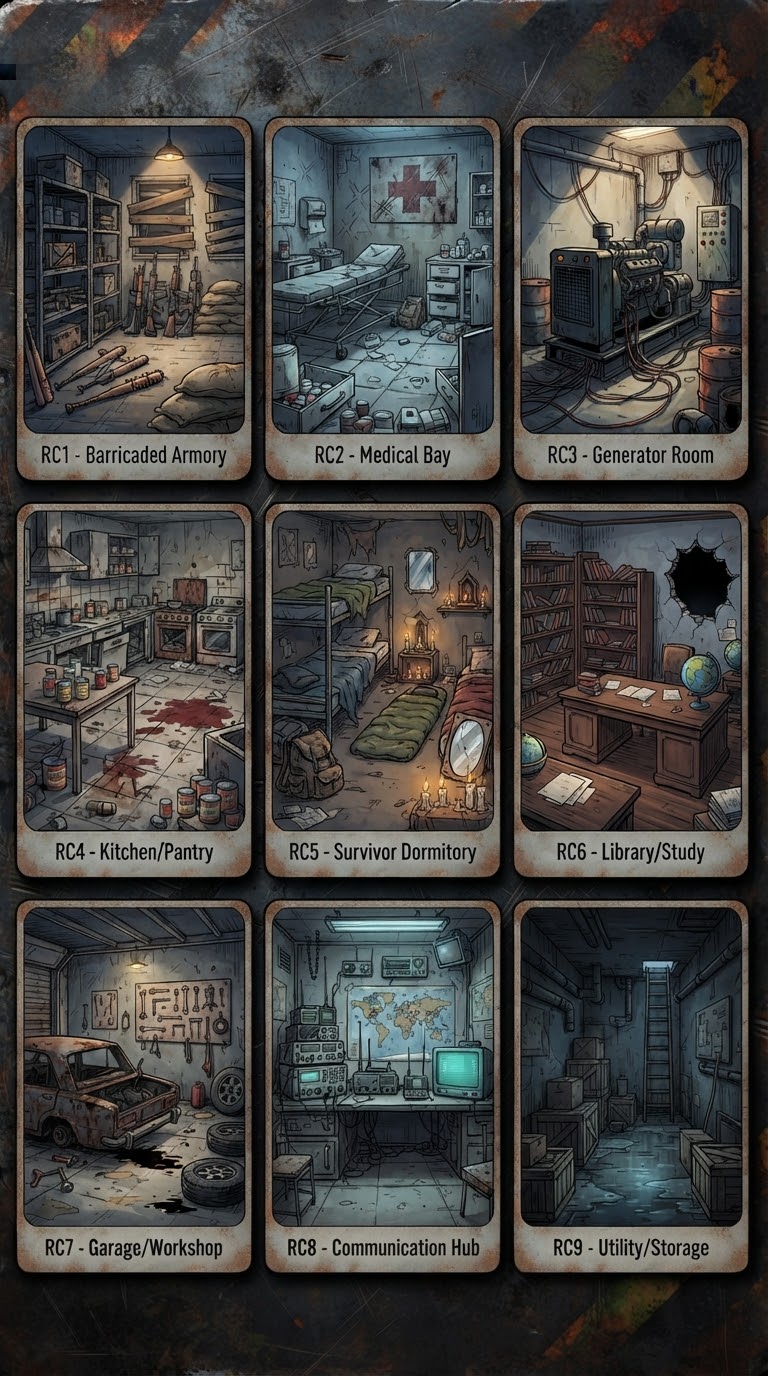 RC1 - Barricaded Armory
RC2 - Medical Bay
RC3 - Generator Room
RC4 - Kitchen/Pantry
RC5 - Survivor Dormitory
RC6 - Library/Study
RC7 - Garage/Workshop
RC8 - Communication Hub
RC9 - Utility/Storage